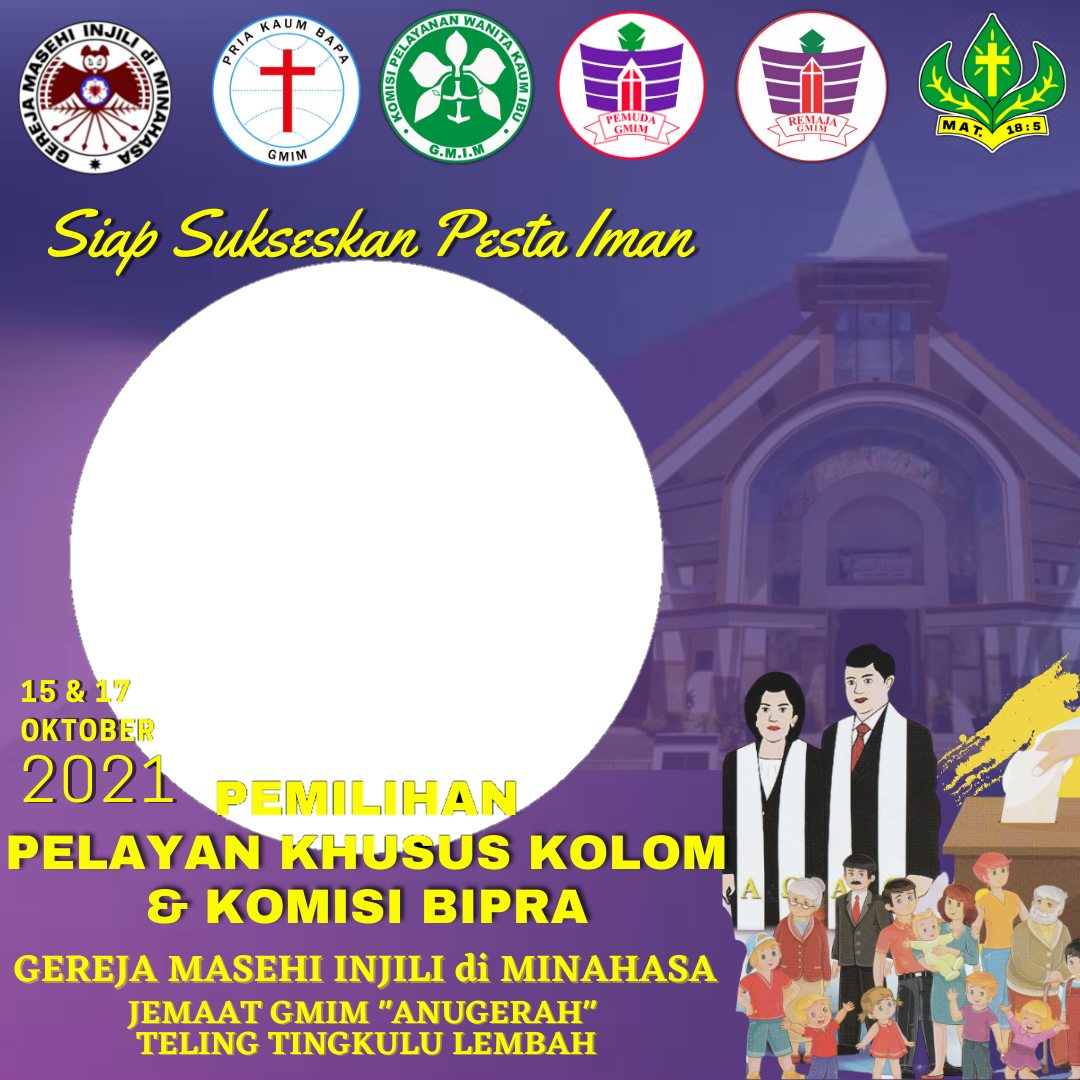 GEREJA MASEHI INJILI di MINAHASA
PRIA KAUM BAPA
GMIM
KOMISI PELAYANAN WANITA KAUM IBU
G.M.I.M
PEMUDA
GMIM
REMAJA
GMIM
MAT. 18:5
Siap Sukseskan Pesta Iman
15 & 17
OKTOBER
2021
PEMILIHAN
PELAYAN KHUSUS KOLOM
& KOMISI BIPRA
GEREJA MASEHI INJILI di MINAHASA
JEMAAT GMIM "ANUGERAH"
TELING TINGKULU LEMBAH